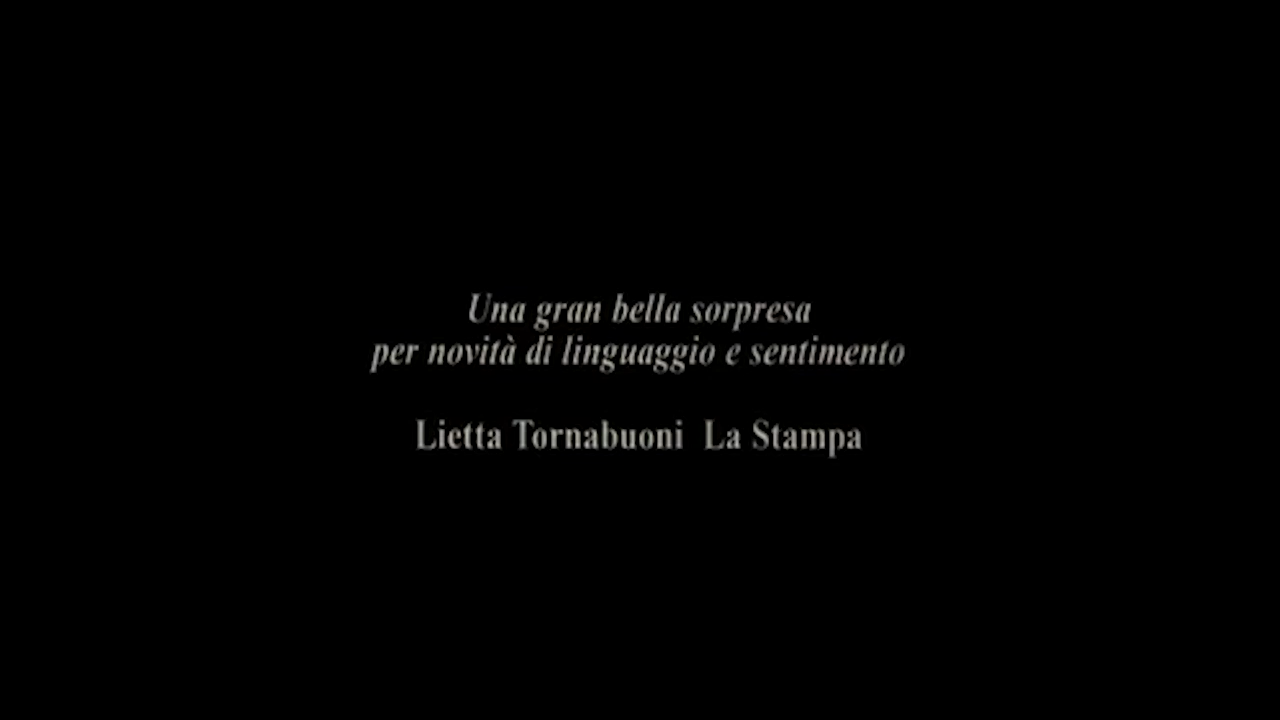 Una gran bella sorpresa
per novità di linguaggio e sentimento
Lietta Tornabuoni La Stampa